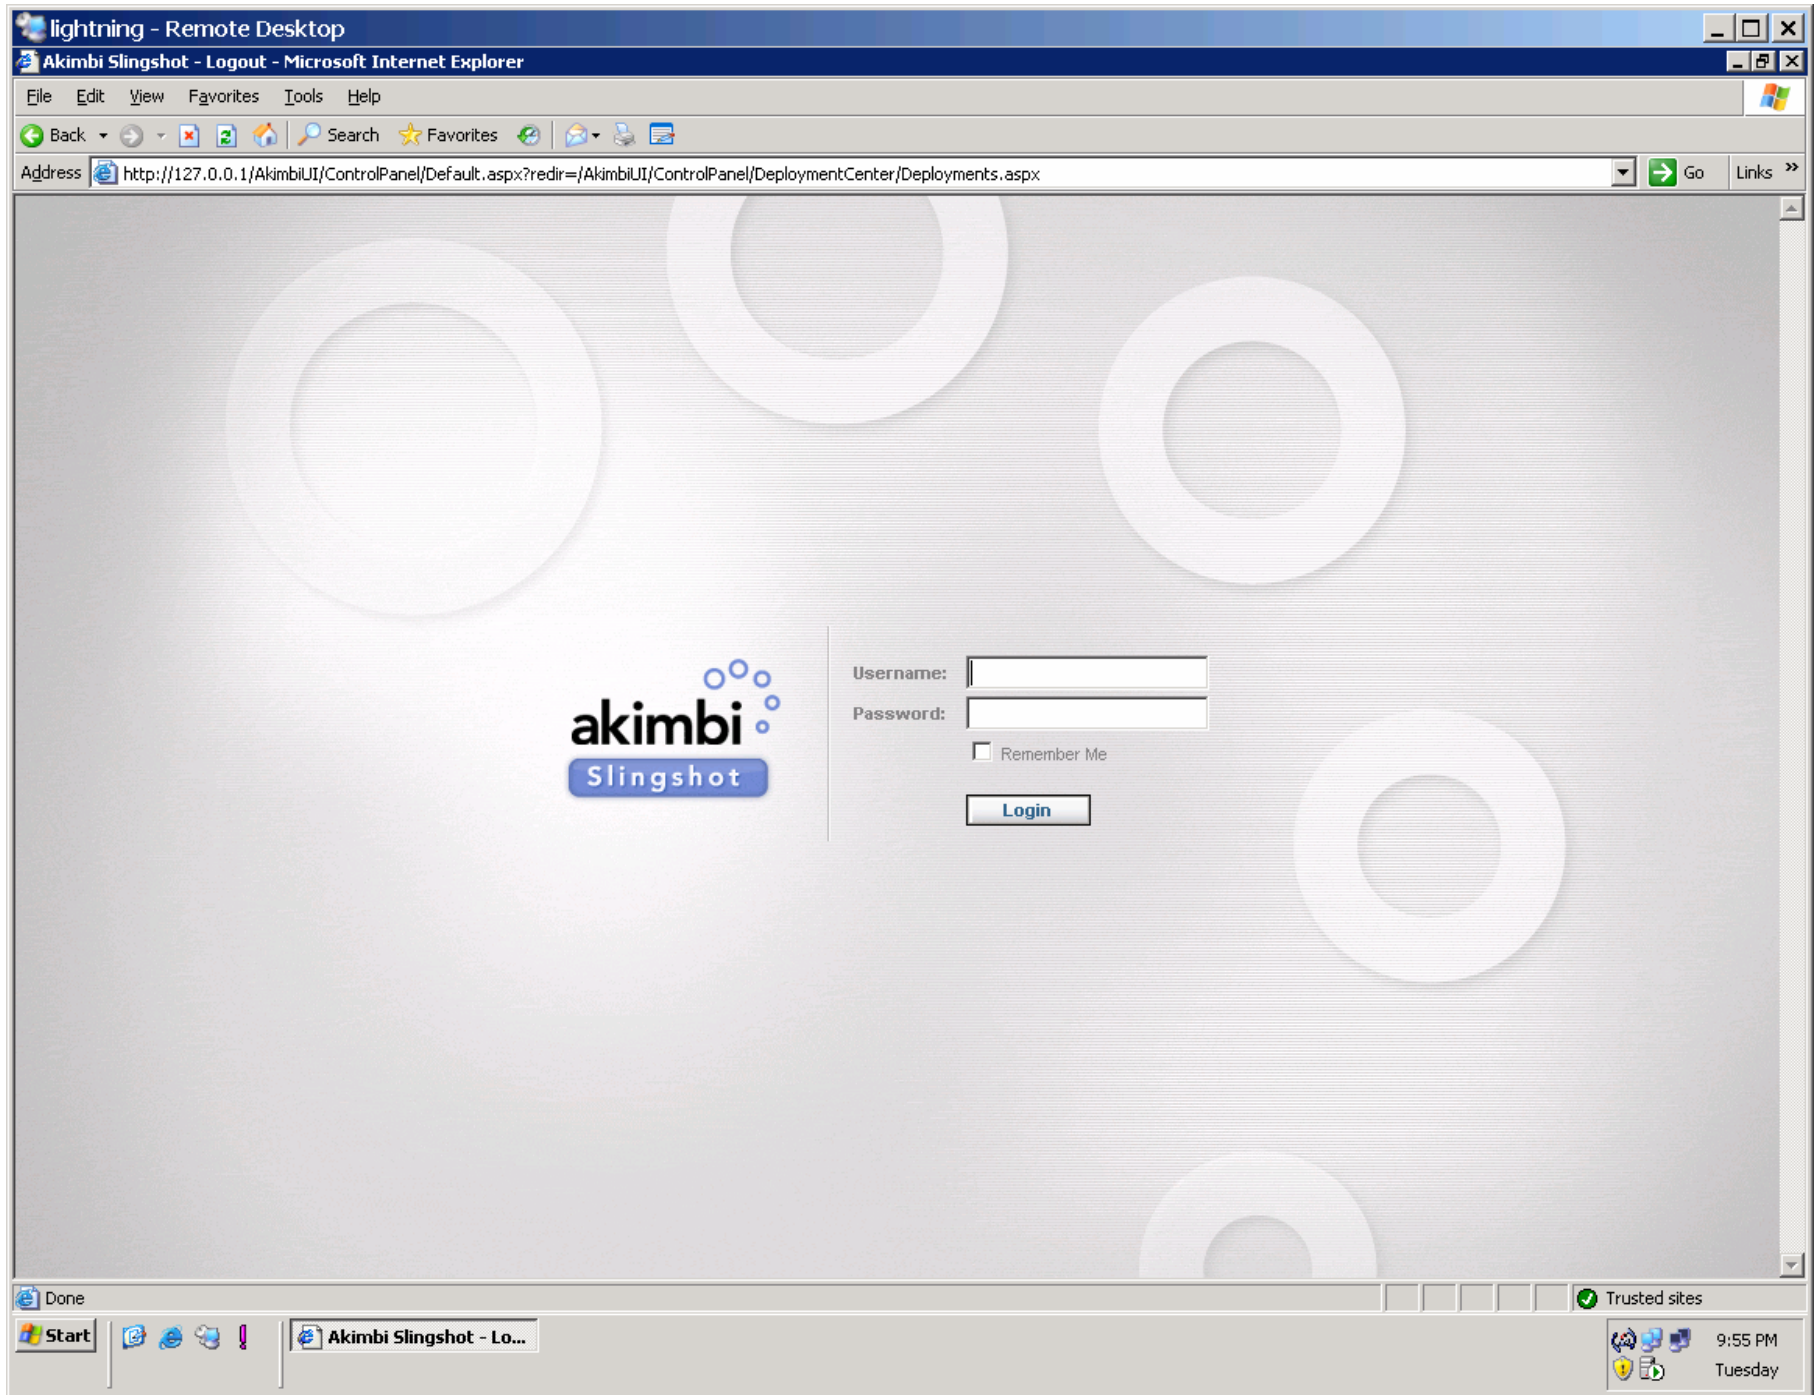 lightning - Remote Desktop
Akimbi Slingshot - Logout - Microsoft Internet Explorer
File Edit View Favorites Tools Help
Back Search Favorites
Address http://127.0.0.1/AkimbiUI/ControlPanel/Default.aspx?redir=/AkimbiUI/ControlPanel/DeploymentCenter/Deployments.aspx Go Links »
akimbi
Slingshot
Username:
Password:
Remember Me
Login
Done Trusted sites
Start Akimbi Slingshot - Lo... 9:55 PM
Tuesday